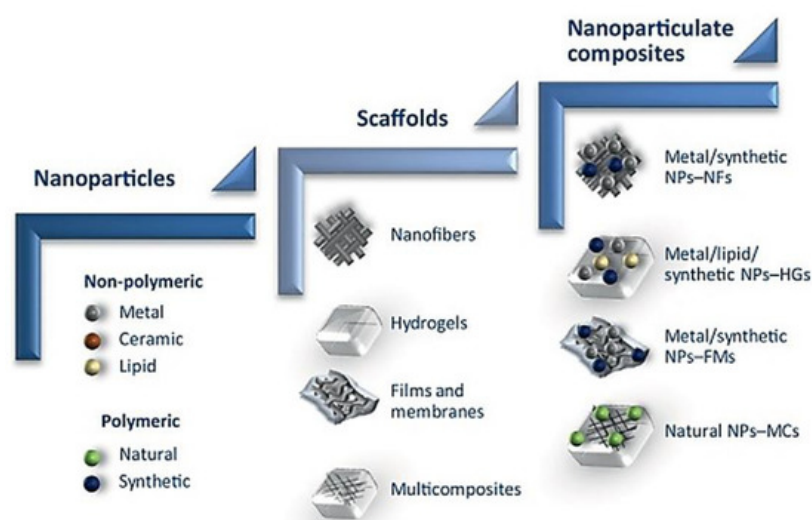 Nanoparticles
Non-polymeric
Metal
Ceramic
Lipid
Polymeric
Natural
Synthetic
Scaffolds
Nanofibers
Hydrogels
Films and
membranes
Multicomposites
Nanoparticulate
composites
Metal/synthetic
NPs–NFs
Metal/lipid/
synthetic NPs–HGs
Metal/synthetic
NPs–FMs
Natural NPs–MCs